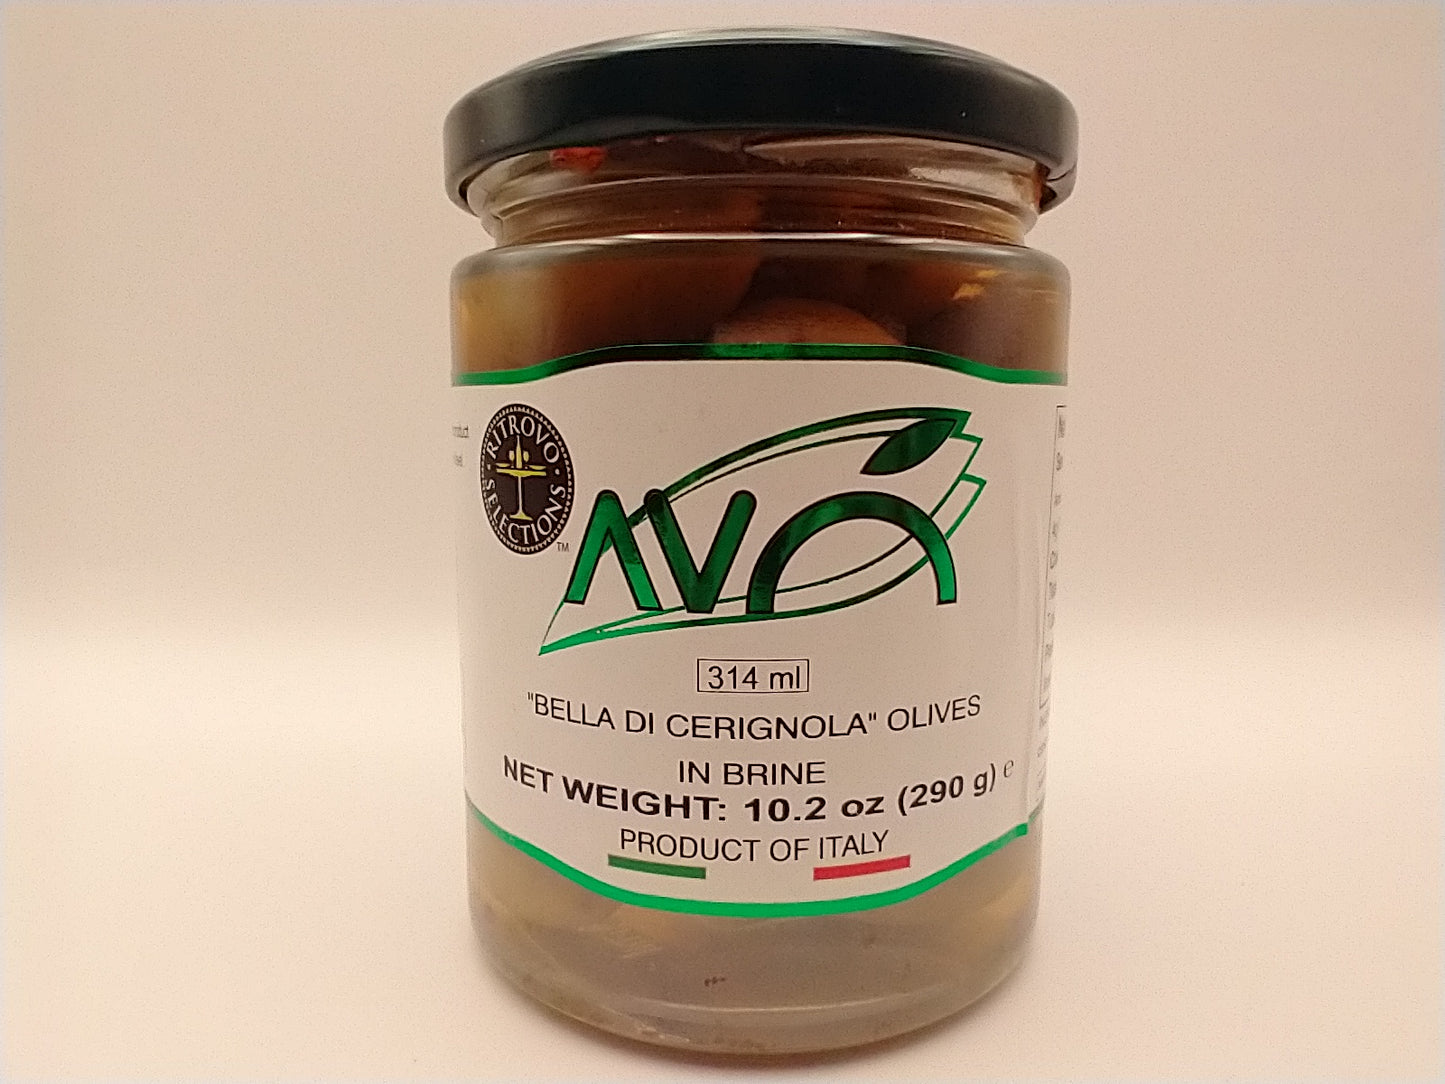 RITROVO
SELECTIONS
TM
AVO
314 ml
"BELLA DI CERIGNOLA" OLIVES
IN BRINE
NET WEIGHT: 10.2 oz (290 g) ℮
PRODUCT OF ITALY